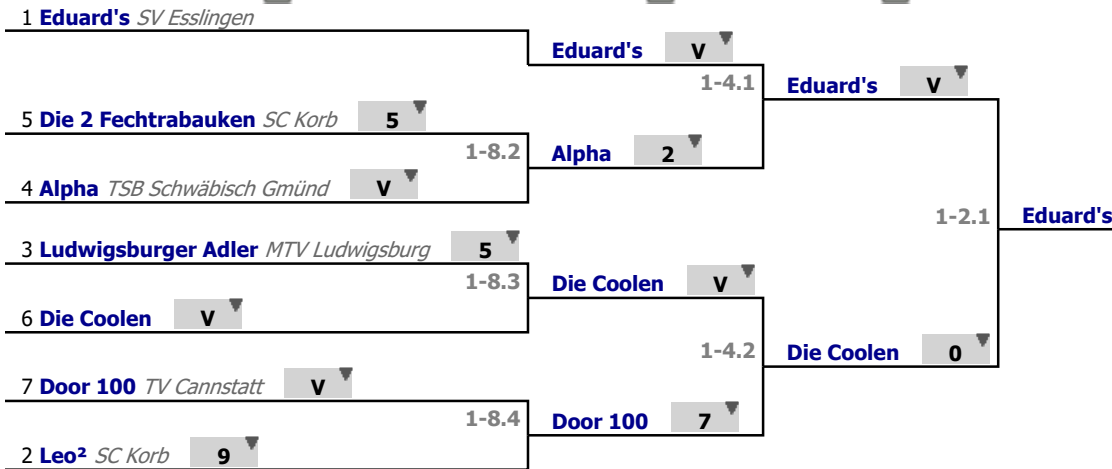 1 Eduard's SV Esslingen
Eduard's V
1-4.1
Eduard's V
5 Die 2 Fechtrabauken SC Korb 5
1-8.2
Alpha 2
4 Alpha TSB Schwäbisch Gmünd V
1-2.1
Eduard's
3 Ludwigsburger Adler MTV Ludwigsburg 5
1-8.3
Die Coolen V
6 Die Coolen V
1-4.2
Die Coolen 0
7 Door 100 TV Cannstatt V
1-8.4
Door 100 7
2 Leo² SC Korb 9